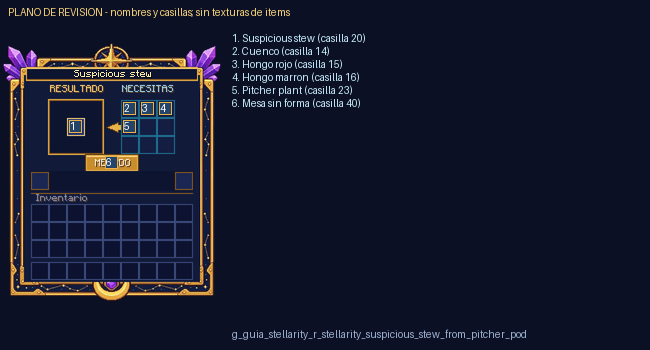 PLANO DE REVISION - nombres y casillas; sin texturas de items
Suspicious stew
RESULTADO
NECESITAS
1
2 3 4
5
6
Inventario
1. Suspicious stew (casilla 20)
2. Cuenco (casilla 14)
3. Hongo rojo (casilla 15)
4. Hongo marron (casilla 16)
5. Pitcher plant (casilla 23)
6. Mesa sin forma (casilla 40)
g_guia_stellarity_r_stellarity_suspicious_stew_from_pitcher_pod